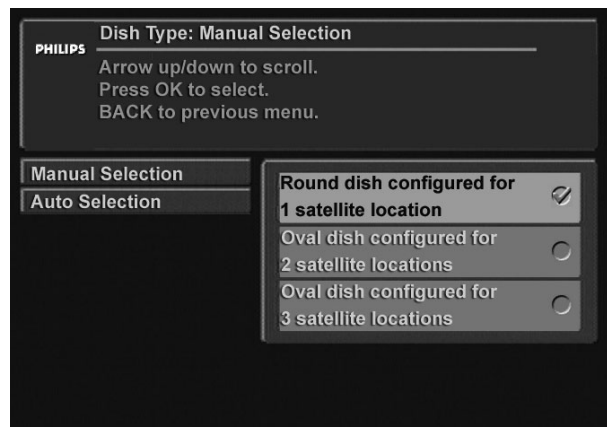 PHILIPS
Dish Type: Manual Selection
Arrow up/down to scroll.
Press OK to select.
BACK to previous menu.
Manual Selection
Auto Selection
Round dish configured for
1 satellite location
Oval dish configured for
2 satellite locations
Oval dish configured for
3 satellite locations